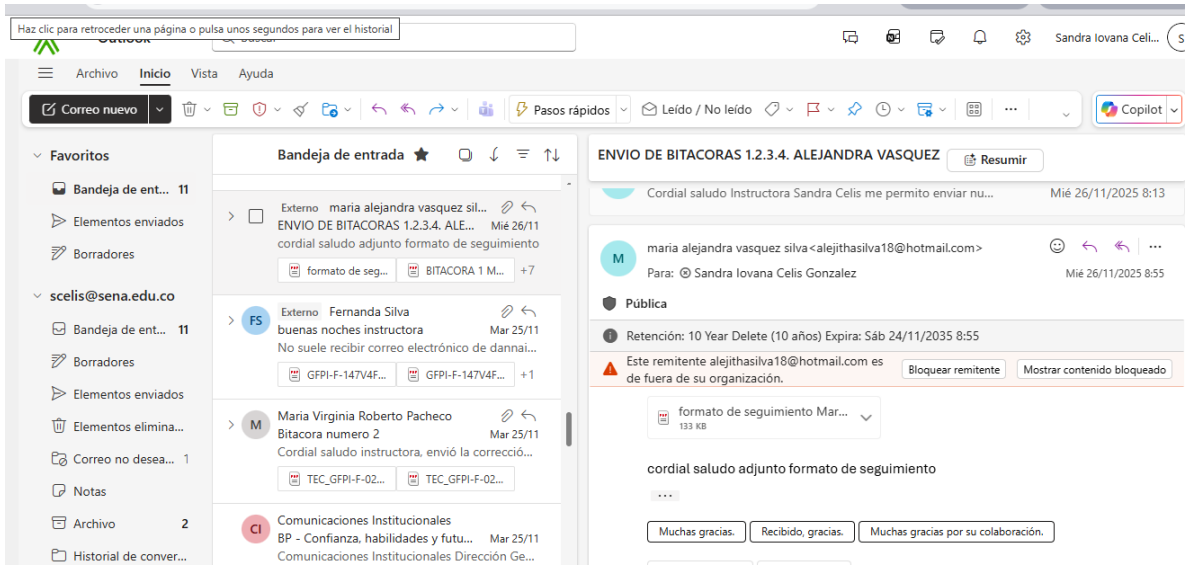 Haz clic para retroceder una página o pulsa unos segundos para ver el historial
Outlook
Buscar
Sandra Iovana Celi...
S
Archivo Inicio Vista Ayuda
Correo nuevo
Pasos rápidos
Leído / No leído
Copilot
Favoritos
Bandeja de ent... 11
Elementos enviados
Borradores
scelis@sena.edu.co
Bandeja de ent... 11
Borradores
Elementos enviados
Elementos elimina...
Correo no desea... 1
Notas
Archivo 2
Historial de conver...
Bandeja de entrada
Externo maria alejandra vasquez sil...
ENVIO DE BITACORAS 1.2.3.4. ALE... Mié 26/11
cordial saludo adjunto formato de seguimiento
formato de seg... BITACORA 1 M... +7
FS
Externo Fernanda Silva
buenas noches instructora Mar 25/11
No suele recibir correo electrónico de dannai...
GFPI-F-147V4F... GFPI-F-147V4F... +1
M
Maria Virginia Roberto Pacheco
Bitacora numero 2 Mar 25/11
Cordial saludo instructora, envió la correcció...
TEC_GFPI-F-02... TEC_GFPI-F-02...
CI
Comunicaciones Institucionales
BP - Confianza, habilidades y futu... Mar 25/11
Comunicaciones Institucionales Dirección Ge...
ENVIO DE BITACORAS 1.2.3.4. ALEJANDRA VASQUEZ
Resumir
Cordial saludo Instructora Sandra Celis me permito enviar nu... Mié 26/11/2025 8:13
M
maria alejandra vasquez silva<alejithasilva18@hotmail.com>
Para: Sandra Iovana Celis Gonzalez
Mié 26/11/2025 8:55
Pública
Retención: 10 Year Delete (10 años) Expira: Sáb 24/11/2035 8:55
Este remitente alejithasilva18@hotmail.com es
de fuera de su organización.
Bloquear remitente
Mostrar contenido bloqueado
formato de seguimiento Mar...
133 KB
cordial saludo adjunto formato de seguimiento
...
Muchas gracias. Recibido, gracias. Muchas gracias por su colaboración.